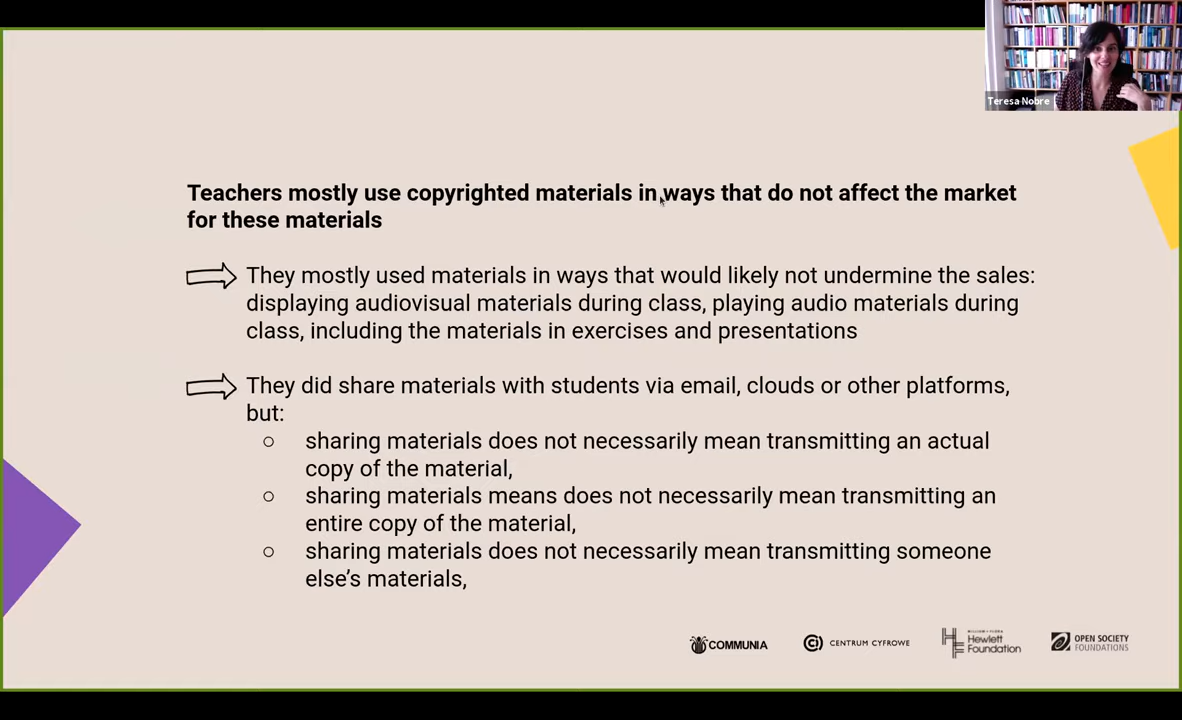 Teresa Nobre
Teachers mostly use copyrighted materials in ways that do not affect the market
for these materials
They mostly used materials in ways that would likely not undermine the sales:
displaying audiovisual materials during class, playing audio materials during
class, including the materials in exercises and presentations
They did share materials with students via email, clouds or other platforms,
but:
○ sharing materials does not necessarily mean transmitting an actual
copy of the material,
○ sharing materials means does not necessarily mean transmitting an
entire copy of the material,
○ sharing materials does not necessarily mean transmitting someone
else’s materials,
COMMUNIA
CENTRUM CYFROWE
WILLIAM + FLORA
Hewlett
Foundation
OPEN SOCIETY
FOUNDATIONS